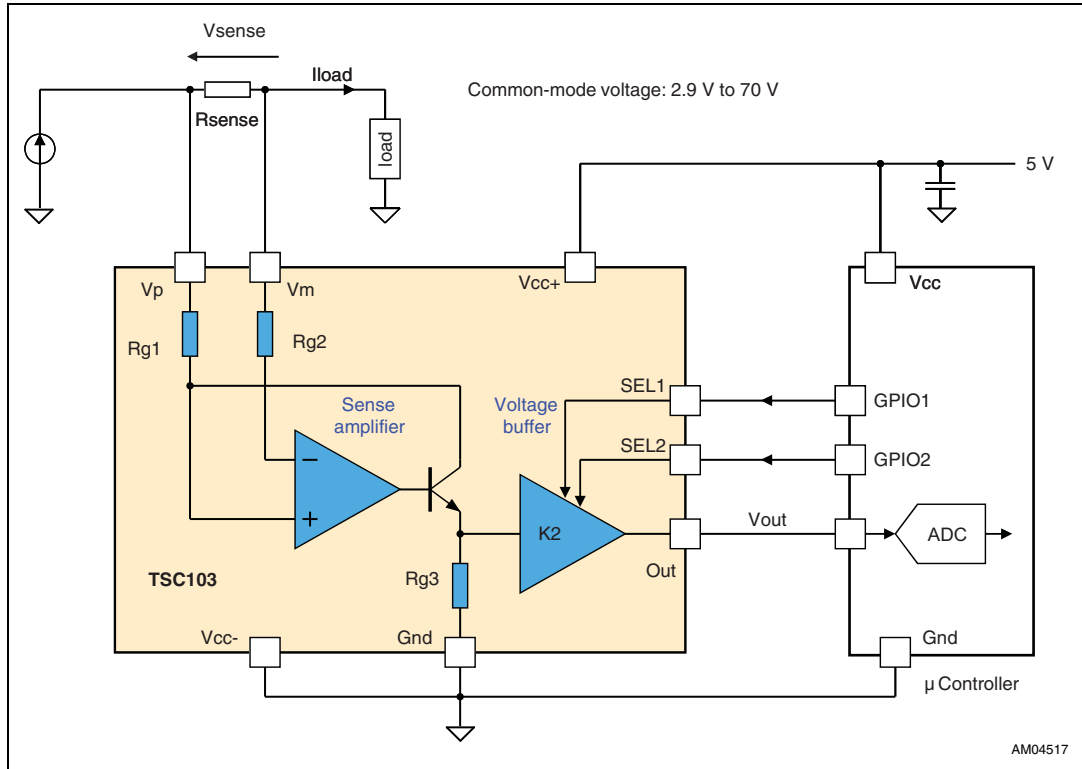 Vsense
Iload
Common-mode voltage: 2.9 V to 70 V
Rsense
load
5 V
Vp
Vm
Vcc+
Vcc
Rg1
Rg2
Sense
amplifier
Voltage
buffer
SEL1
GPIO1
SEL2
GPIO2
K2
Vout
ADC
Out
TSC103
Rg3
Vcc-
Gnd
Gnd
µ Controller
AM04517